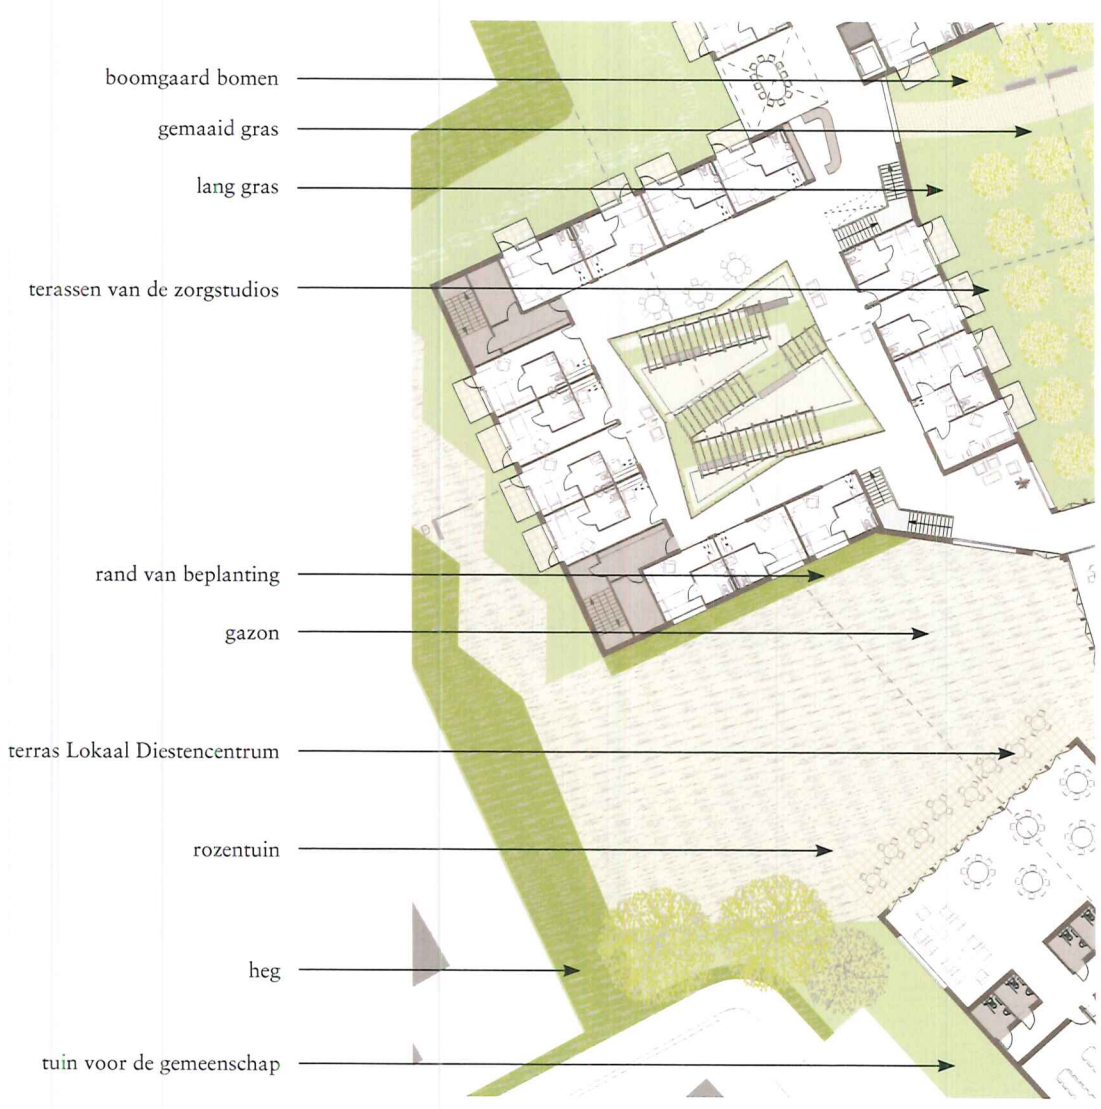 boomgaard bomen
gemaaid gras
lang gras
terassen van de zorgstudios
rand van beplanting
gazon
terras Lokaal Diestencentrum
rozentuin
heg
tuin voor de gemeenschap